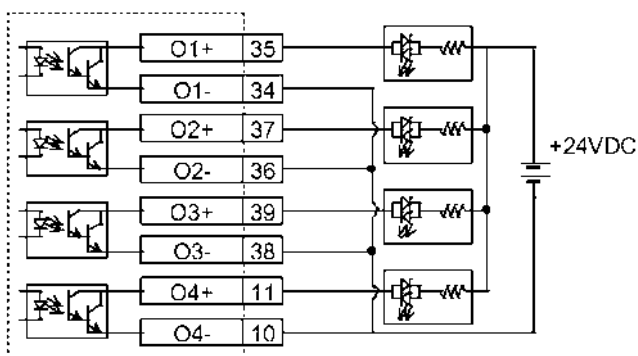 O1+ 35
O1- 34
O2+ 37
O2- 36
+24VDC
O3+ 39
O3- 38
O4+ 11
O4- 10